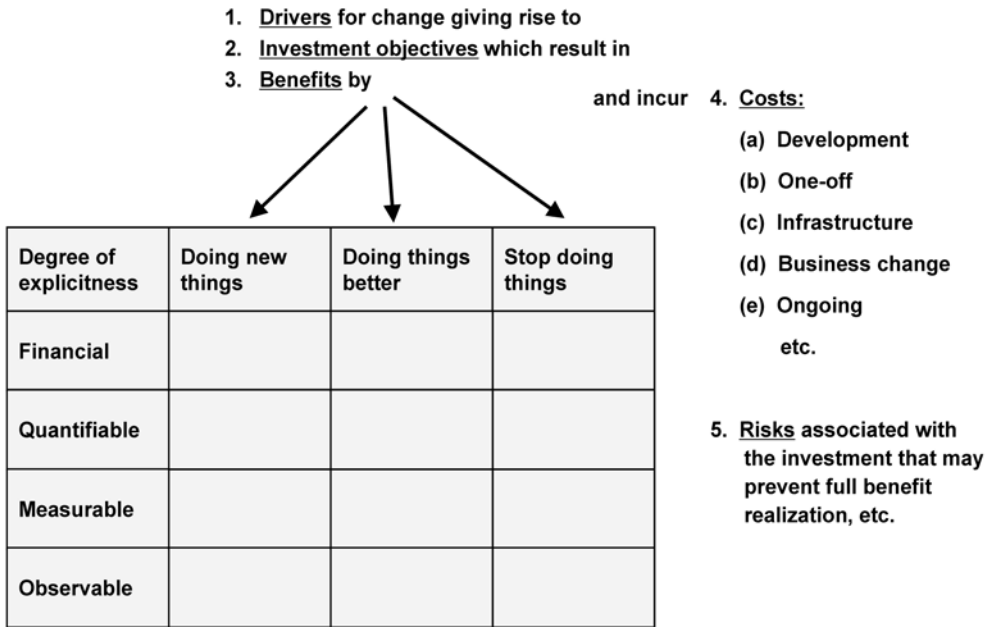 1. Drivers for change giving rise to
2. Investment objectives which result in
3. Benefits by
and incur 4. Costs:
(a) Development
(b) One-off
(c) Infrastructure
(d) Business change
(e) Ongoing
etc.
5. Risks associated with
the investment that may
prevent full benefit
realization, etc.
Degree of
explicitness
Doing new
things
Doing things
better
Stop doing
things
Financial
Quantifiable
Measurable
Observable